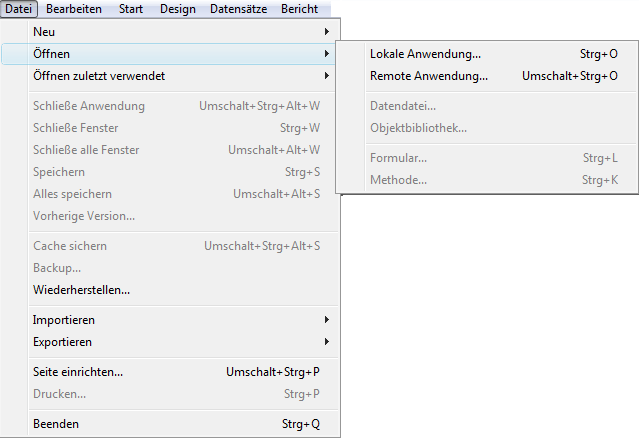 Datei Bearbeiten Start Design Datensätze Bericht
Neu
Öffnen
Öffnen zuletzt verwendet
Schließe Anwendung Umschalt+Strg+Alt+W
Schließe Fenster Strg+W
Schließe alle Fenster Umschalt+Alt+W
Speichern Strg+S
Alles speichern Umschalt+Alt+S
Vorherige Version...
Cache sichern Umschalt+Strg+Alt+S
Backup...
Wiederherstellen...
Importieren
Exportieren
Seite einrichten... Umschalt+Strg+P
Drucken... Strg+P
Beenden Strg+Q
Lokale Anwendung... Strg+O
Remote Anwendung... Umschalt+Strg+O
Datendatei...
Objektbibliothek...
Formular... Strg+L
Methode... Strg+K